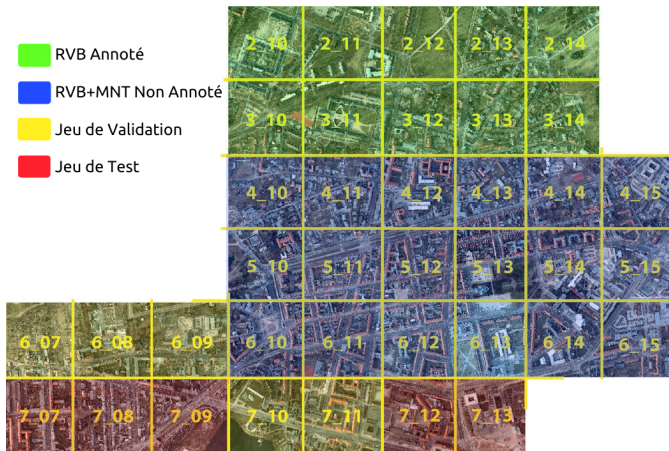 RVB Annoté
RVB+MNT Non Annoté
Jeu de Validation
Jeu de Test
2_10 2_11 2_12 2_13 2_14
3_10 3_11 3_12 3_13 3_14
4_10 4_11 4_12 4_13 4_14 4_15
5_10 5_11 5_12 5_13 5_14 5_15
6_07 6_08 6_09 6_10 6_11 6_12 6_13 6_14 6_15
7_07 7_08 7_09 7_10 7_11 7_12 7_13